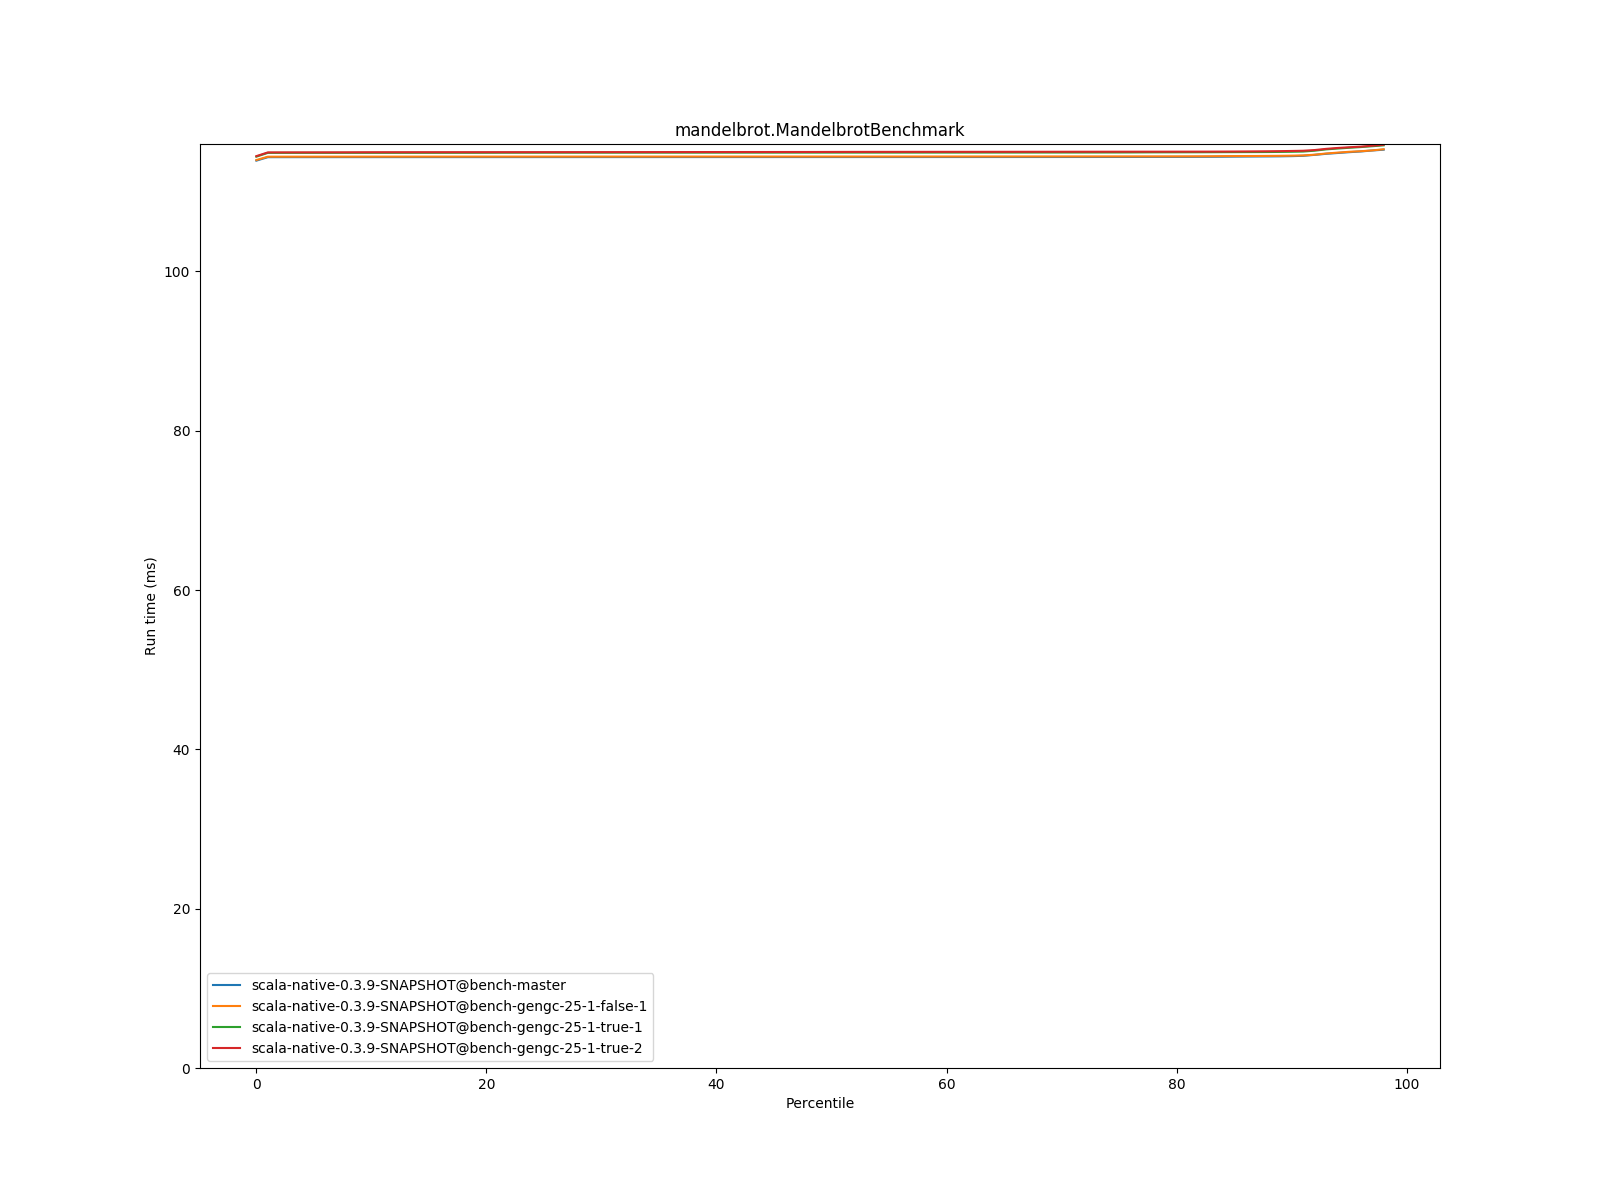 mandelbrot.MandelbrotBenchmark
100
80
60
40
20
0
Run time (ms)
scala-native-0.3.9-SNAPSHOT@bench-master
scala-native-0.3.9-SNAPSHOT@bench-gengc-25-1-false-1
scala-native-0.3.9-SNAPSHOT@bench-gengc-25-1-true-1
scala-native-0.3.9-SNAPSHOT@bench-gengc-25-1-true-2
0 20 40 60 80 100
Percentile